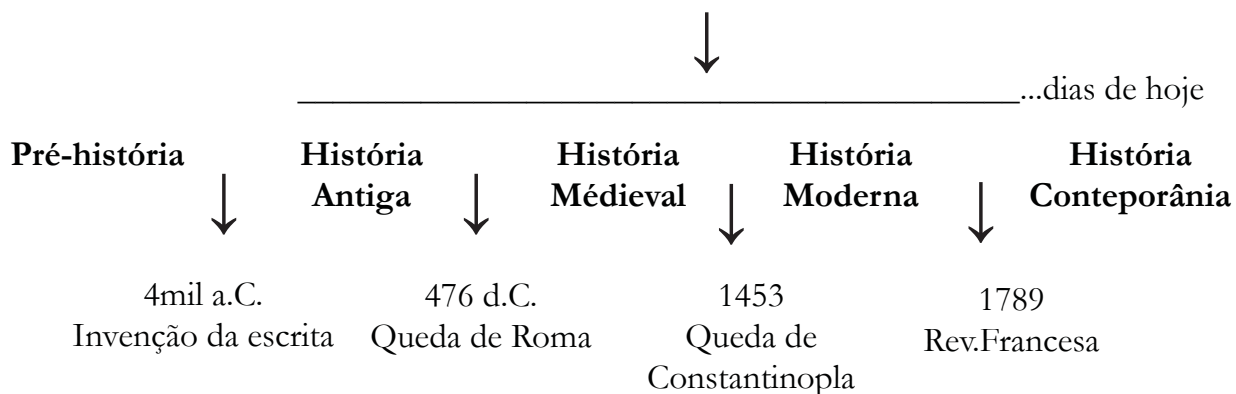 ____________________...dias de hoje
Pré-história História História História História
Antiga Médieval Moderna Conteporânia
4mil a.C. 476 d.C. 1453 1789
Invenção da escrita Queda de Roma Queda de Rev.Francesa
Constantinopla